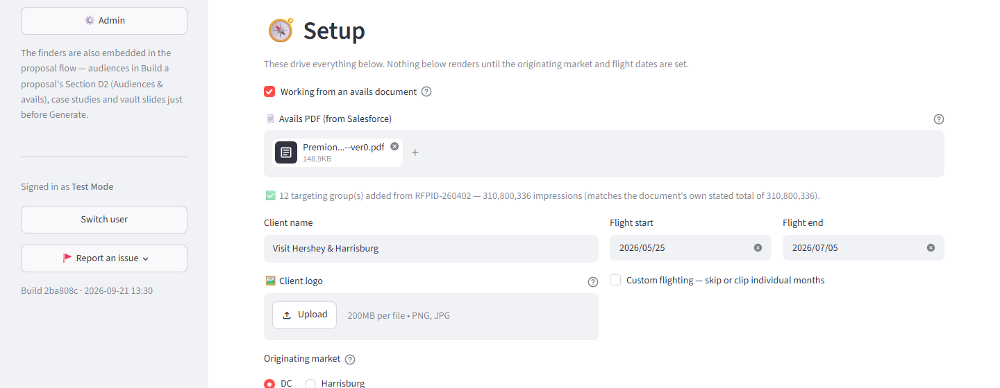 Admin
The finders are also embedded in the
proposal flow — audiences in Build a
proposal's Section D2 (Audiences &
avails), case studies and vault slides just
before Generate.
Signed in as Test Mode
Switch user
Report an issue
Build 2ba808c · 2026-09-21 13:30
Setup
These drive everything below. Nothing below renders until the originating market and flight dates are set.
Working from an avails document
Avails PDF (from Salesforce)
Premion...--ver0.pdf
148.9KB
12 targeting group(s) added from RFPID-260402 — 310,800,336 impressions (matches the document's own stated total of 310,800,336).
Client name
Flight start
Flight end
Visit Hershey & Harrisburg
2026/05/25
2026/07/05
Client logo
Custom flighting — skip or clip individual months
Upload
200MB per file • PNG, JPG
Originating market
DC
Harrisburg